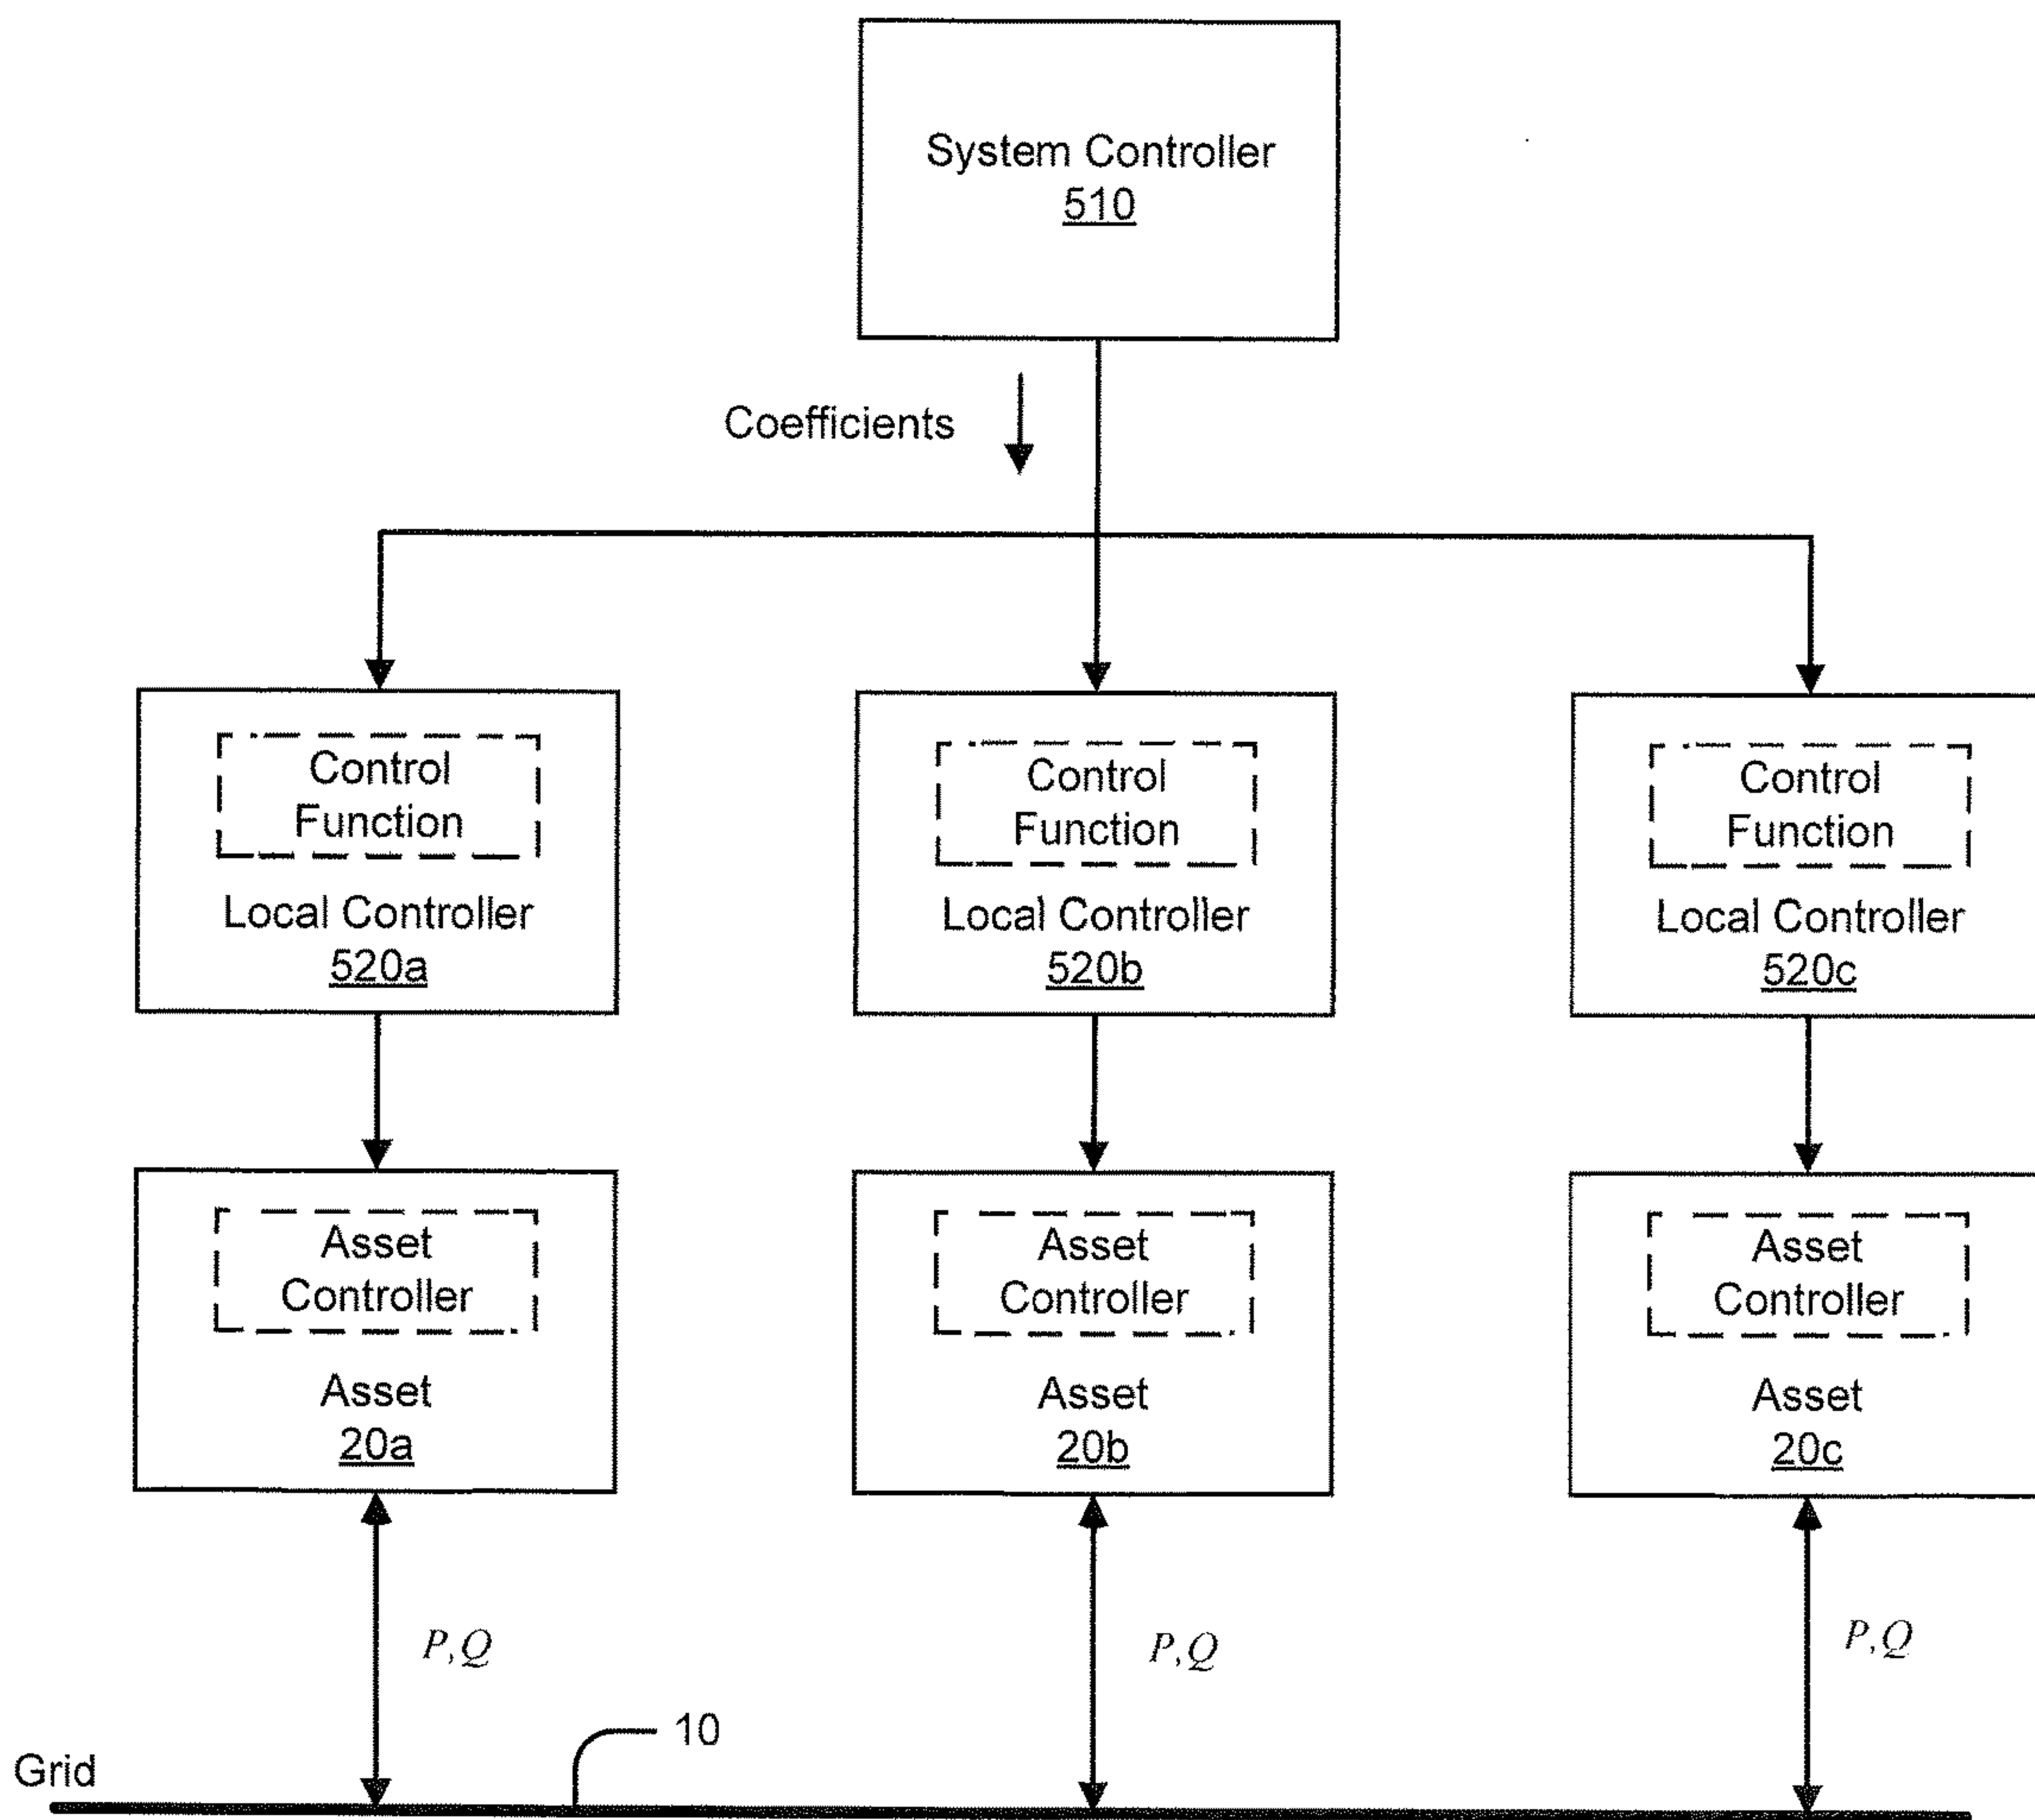 System Controller
510
Coefficients
Control
Function
Local Controller
520a
Control
Function
Local Controller
520b
Control
Function
Local Controller
520c
Asset
Controller
Asset
20a
Asset
Controller
Asset
20b
Asset
Controller
Asset
20c
P,Q
P,Q
P,Q
10
Grid